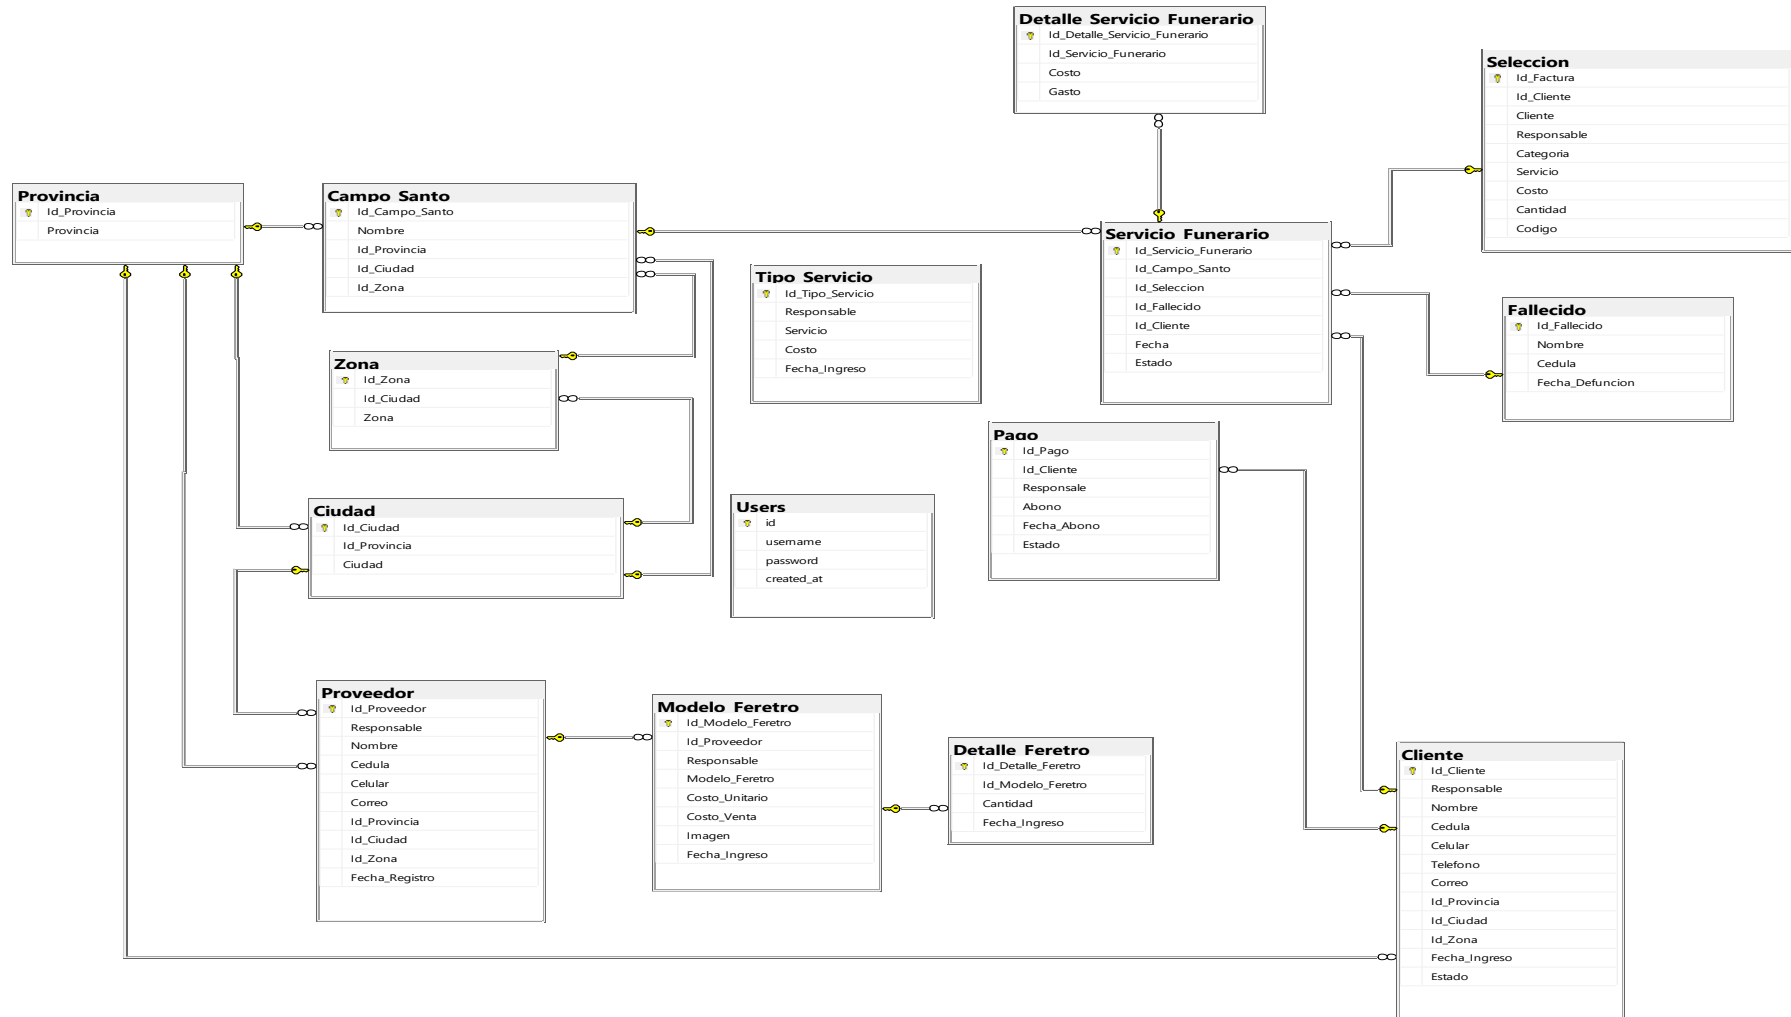 Detalle Servicio Funerario
Id_Detalle_Servicio_Funerario
Id_Servicio_Funerario
Costo
Gasto
Seleccion
Id_Factura
Id_Cliente
Cliente
Responsable
Categoria
Servicio
Costo
Cantidad
Codigo
Provincia
Id_Provincia
Provincia
Campo Santo
Id_Campo_Santo
Nombre
Id_Provincia
Id_Ciudad
Id_Zona
Servicio Funerario
Id_Servicio_Funerario
Id_Campo_Santo
Id_Seleccion
Id_Fallecido
Id_Cliente
Fecha
Estado
Tipo Servicio
Id_Tipo_Servicio
Responsable
Servicio
Costo
Fecha_Ingreso
Fallecido
Id_Fallecido
Nombre
Cedula
Fecha_Defuncion
Zona
Id_Zona
Id_Ciudad
Zona
Pago
Id_Pago
Id_Cliente
Responsale
Abono
Fecha_Abono
Estado
Ciudad
Id_Ciudad
Id_Provincia
Ciudad
Users
id
username
password
created_at
Proveedor
Id_Proveedor
Responsable
Nombre
Cedula
Celular
Correo
Id_Provincia
Id_Ciudad
Id_Zona
Fecha_Registro
Modelo Feretro
Id_Modelo_Feretro
Id_Proveedor
Responsable
Modelo_Feretro
Costo_Unitario
Costo_Venta
Imagen
Fecha_Ingreso
Detalle Feretro
Id_Detalle_Feretro
Id_Modelo_Feretro
Cantidad
Fecha_Ingreso
Cliente
Id_Cliente
Responsable
Nombre
Cedula
Celular
Telefono
Correo
Id_Provincia
Id_Ciudad
Id_Zona
Fecha_Ingreso
Estado